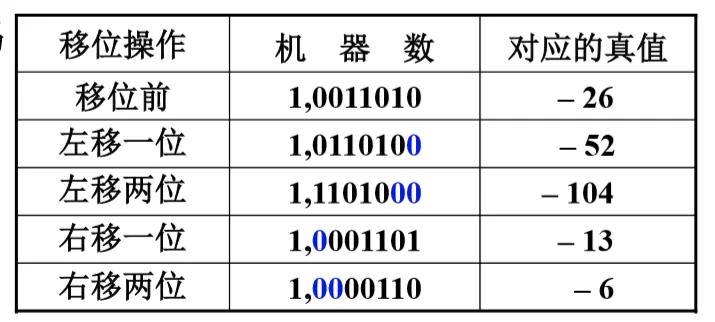 移位操作 机 器 数 对应的真值
移位前 1,0011010 – 26
左移一位 1,0110100 – 52
左移两位 1,1101000 – 104
右移一位 1,0001101 – 13
右移两位 1,0000110 – 6